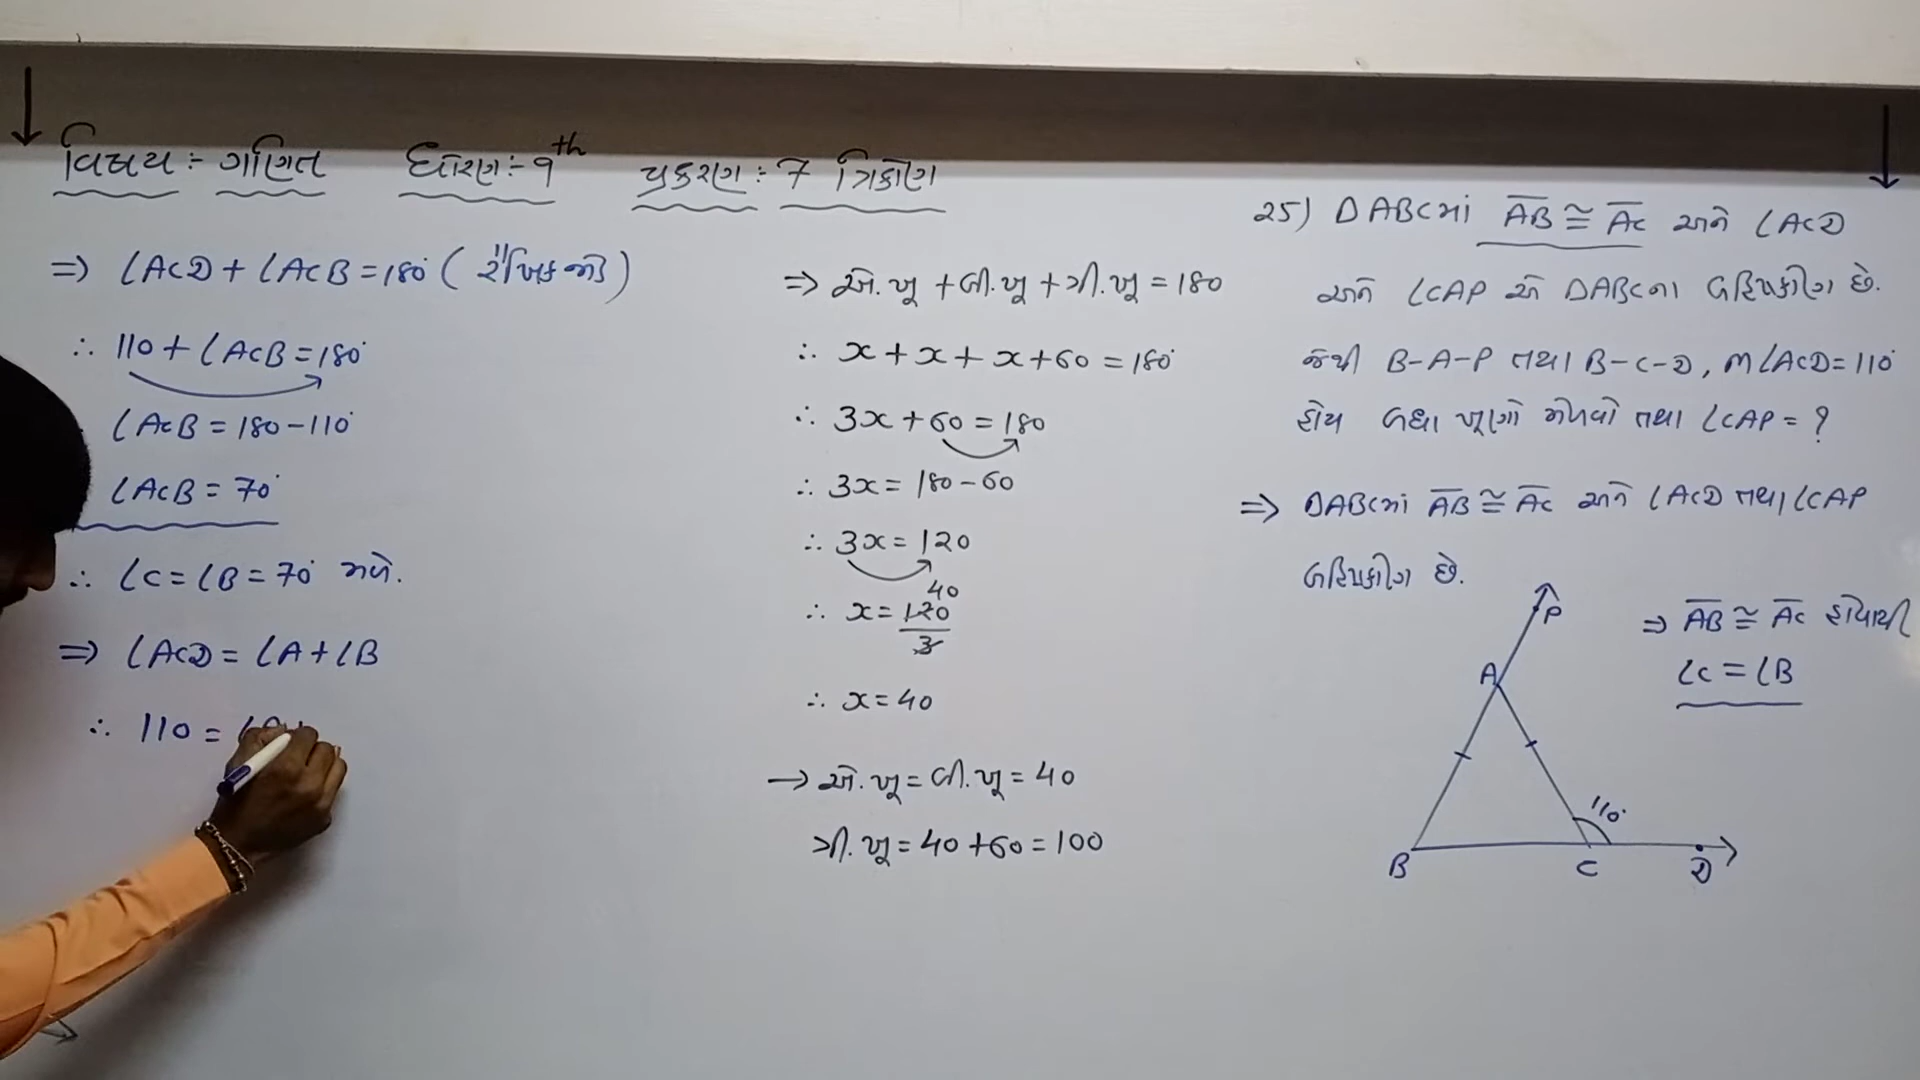 વિષય :- ગણિત ધોરણ :- 9th પ્રકરણ : 7 ત્રિકોણ
⇒ ∠ACD + ∠ACB = 180° (રૈખિક જોડ)
∴ 110 + ∠ACB = 180°
∠ACB = 180 - 110°
∠ACB = 70°
∴ ∠C = ∠B = 70° મળે.
⇒ ∠ACD = ∠A + ∠B
∴ 110 =
⇒ એ.ખૂ + બી.ખૂ + ત્રી.ખૂ = 180
∴ x + x + x + 60 = 180°
∴ 3x + 60 = 180
∴ 3x = 180 - 60
∴ 3x = 120
40
∴ x = 120
3
∴ x = 40
→ એ.ખૂ = બી.ખૂ = 40
ત્રી.ખૂ = 40 + 60 = 100
25) ΔABCમાં AB ≅ AC અને ∠ACD
અને ∠CAP એ ΔABCના બહિષ્કોણ છે.
જેથી B-A-P તથા B-C-D, m∠ACD = 110°
હોય બધા ખૂણો મેળવો તથા ∠CAP = ?
⇒ ΔABCમાં AB ≅ AC અને ∠ACD તથા ∠CAP
બહિષ્કોણ છે.
⇒ AB ≅ AC હોવાથી
∠C = ∠B
P
A
110°
B C D